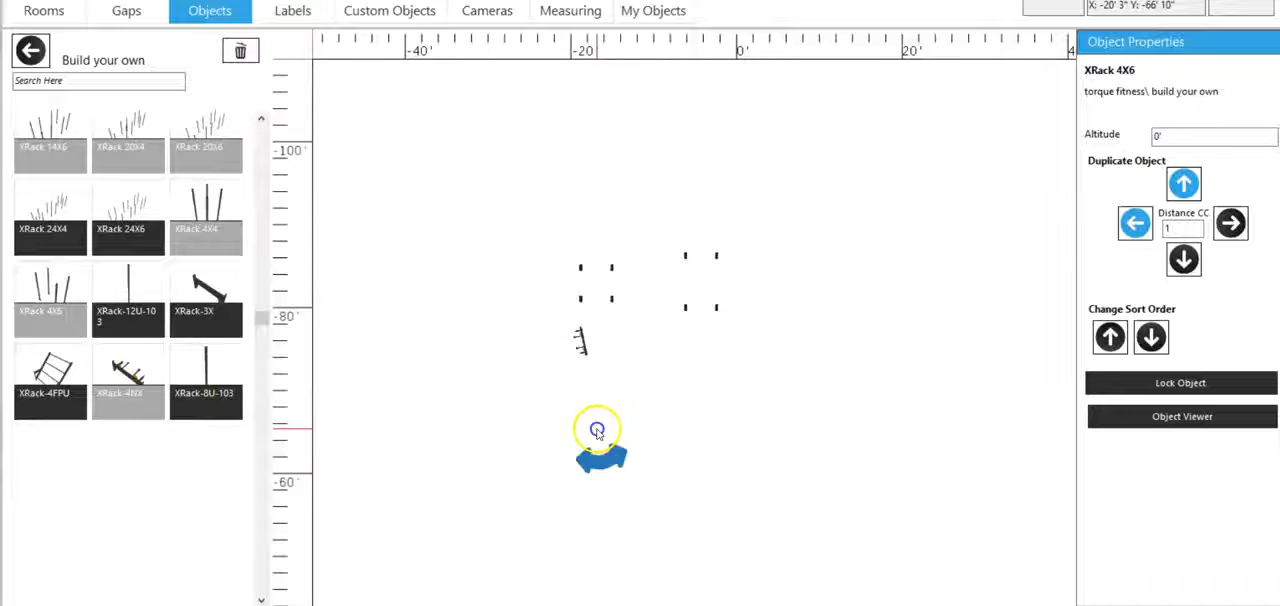 Rooms Gaps Objects Labels Custom Objects Cameras Measuring My Objects
X: -20' 3" Y: -66' 10"
Build your own
Search Here
XRack 14X6 XRack 20X4 XRack 20X6
XRack 24X4 XRack 24X6 XRack 4X4
XRack 4X6 XRack-12U-10 XRack-3X
3
XRack-4FPU XRack-4NX XRack-8U-103
-40' -20' 0' 20' 4
-100'
-80'
-60'
Object Properties
XRack 4X6
torque fitness\ build your own
Altitude 0'
Duplicate Object
Distance CC
1
Change Sort Order
Lock Object
Object Viewer